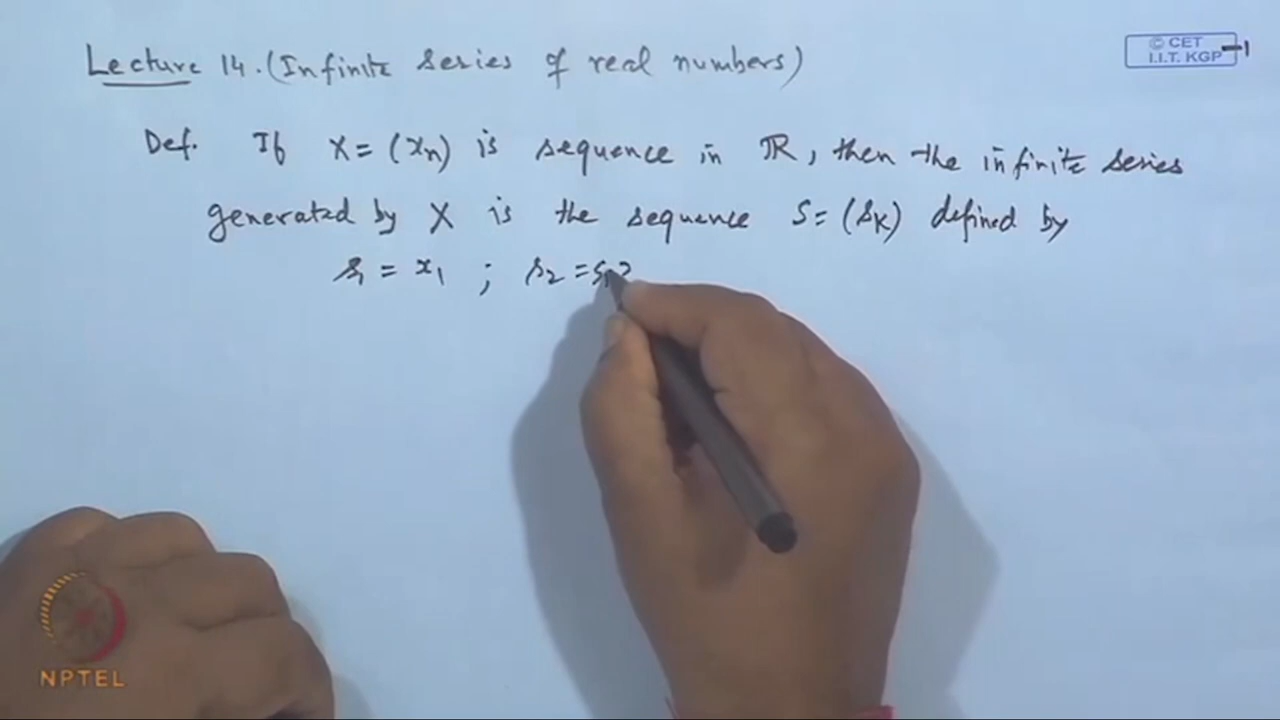 Lecture 14. (Infinite series of real numbers)
© CET
I.I.T. KGP
-1
Def. If X = (xn) is sequence in ℝ, then the infinite series
generated by X is the sequence S = (sk) defined by
s1 = x1 ; s2 =
NPTEL